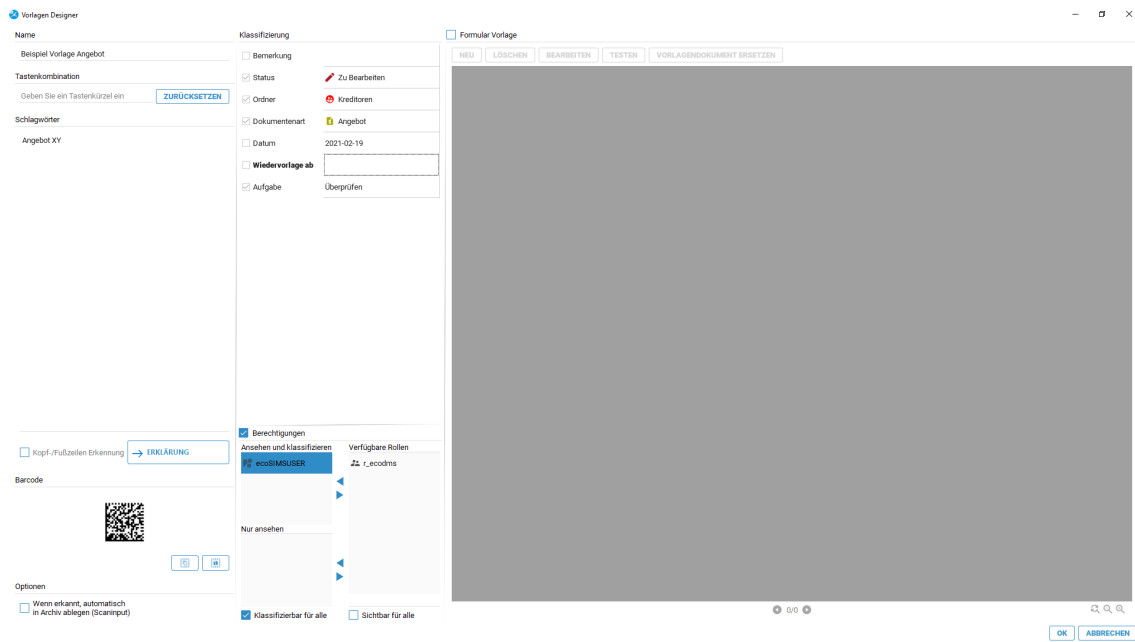 Vorlagen Designer
Name
Beispiel Vorlage Angebot
Tastenkombination
Geben Sie ein Tastenkürzel ein
ZURÜCKSETZEN
Schlagwörter
Angebot XY
Kopf-/Fußzeilen Erkennung
ERKLÄRUNG
Barcode
Optionen
Wenn erkannt, automatisch
in Archiv ablegen (Scaninput)
Klassifizierung
Bemerkung
Status Zu Bearbeiten
Ordner Kreditoren
Dokumentenart Angebot
Datum 2021-02-19
Wiedervorlage ab
Aufgabe Überprüfen
Berechtigungen
Ansehen und klassifizieren Verfügbare Rollen
ecoSIMSUSER r_ecodms
Nur ansehen
Klassifizierbar für alle Sichtbar für alle
Formular Vorlage
NEU LÖSCHEN BEARBEITEN TESTEN VORLAGENDOKUMENT ERSETZEN
0/0
OK ABBRECHEN